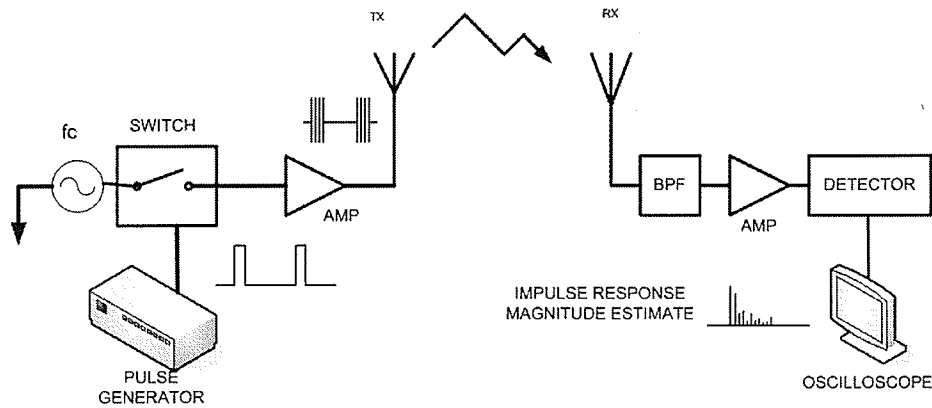 TX
RX
fc
SWITCH
AMP
BPF
AMP
DETECTOR
IMPULSE RESPONSE
MAGNITUDE ESTIMATE
PULSE
GENERATOR
OSCILLOSCOPE